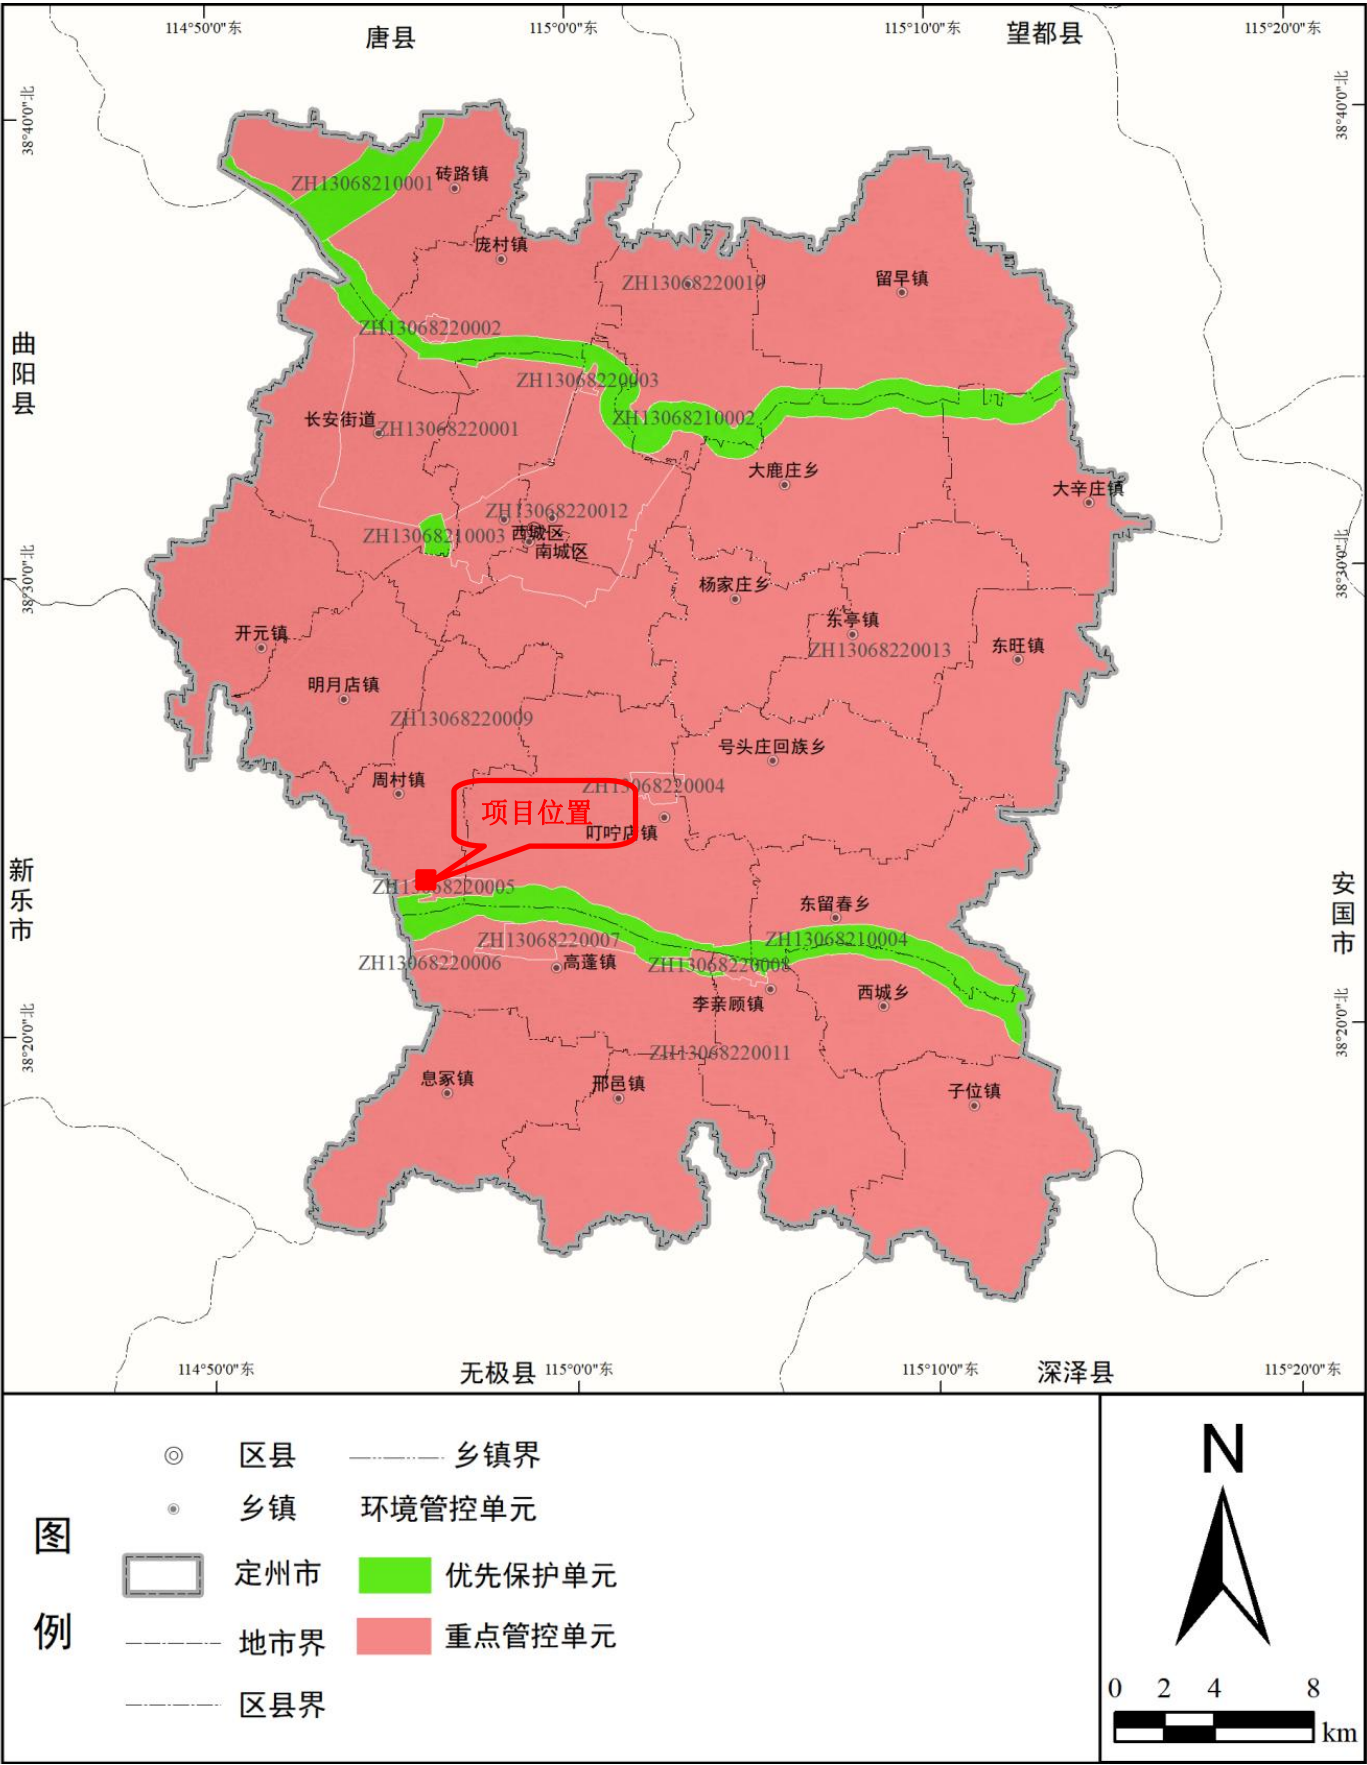 114°50'0"东
唐县
115°0'0"东
115°10'0"东
望都县
115°20'0"东
38°40'0"北
38°40'0"北
ZH13068210001
砖路镇
庞村镇
ZH13068220010
留早镇
ZH13068220002
曲阳县
ZH13068220003
长安街道
ZH13068220001
ZH13068210002
大鹿庄乡
大辛庄镇
ZH13068220012
ZH13068210003
西城区
南城区
38°30'0"北
38°30'0"北
杨家庄乡
东亭镇
开元镇
ZH13068220013
东旺镇
明月店镇
ZH13068220009
号头庄回族乡
周村镇
ZH13068220004
项目位置
叮咛店镇
新乐市
ZH13068220005
安国市
东留春乡
ZH13068220007
ZH13068210004
ZH13068220006
高蓬镇
ZH13068220008
李亲顾镇
西城乡
38°20'0"北
38°20'0"北
ZH13068220011
息冢镇
邢邑镇
子位镇
114°50'0"东
无极县
115°0'0"东
115°10'0"东
深泽县
115°20'0"东
图例
区县
乡镇界
乡镇
环境管控单元
定州市
优先保护单元
地市界
重点管控单元
区县界
N
0 2 4 8
km